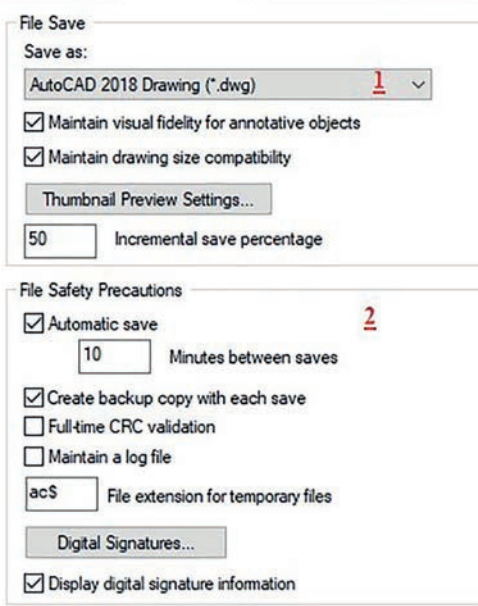 File Save
Save as:
AutoCAD 2018 Drawing (*.dwg) 1
Maintain visual fidelity for annotative objects
Maintain drawing size compatibility
Thumbnail Preview Settings...
50 Incremental save percentage
File Safety Precautions
Automatic save 2
10 Minutes between saves
Create backup copy with each save
Full-time CRC validation
Maintain a log file
ac$ File extension for temporary files
Digital Signatures...
Display digital signature information